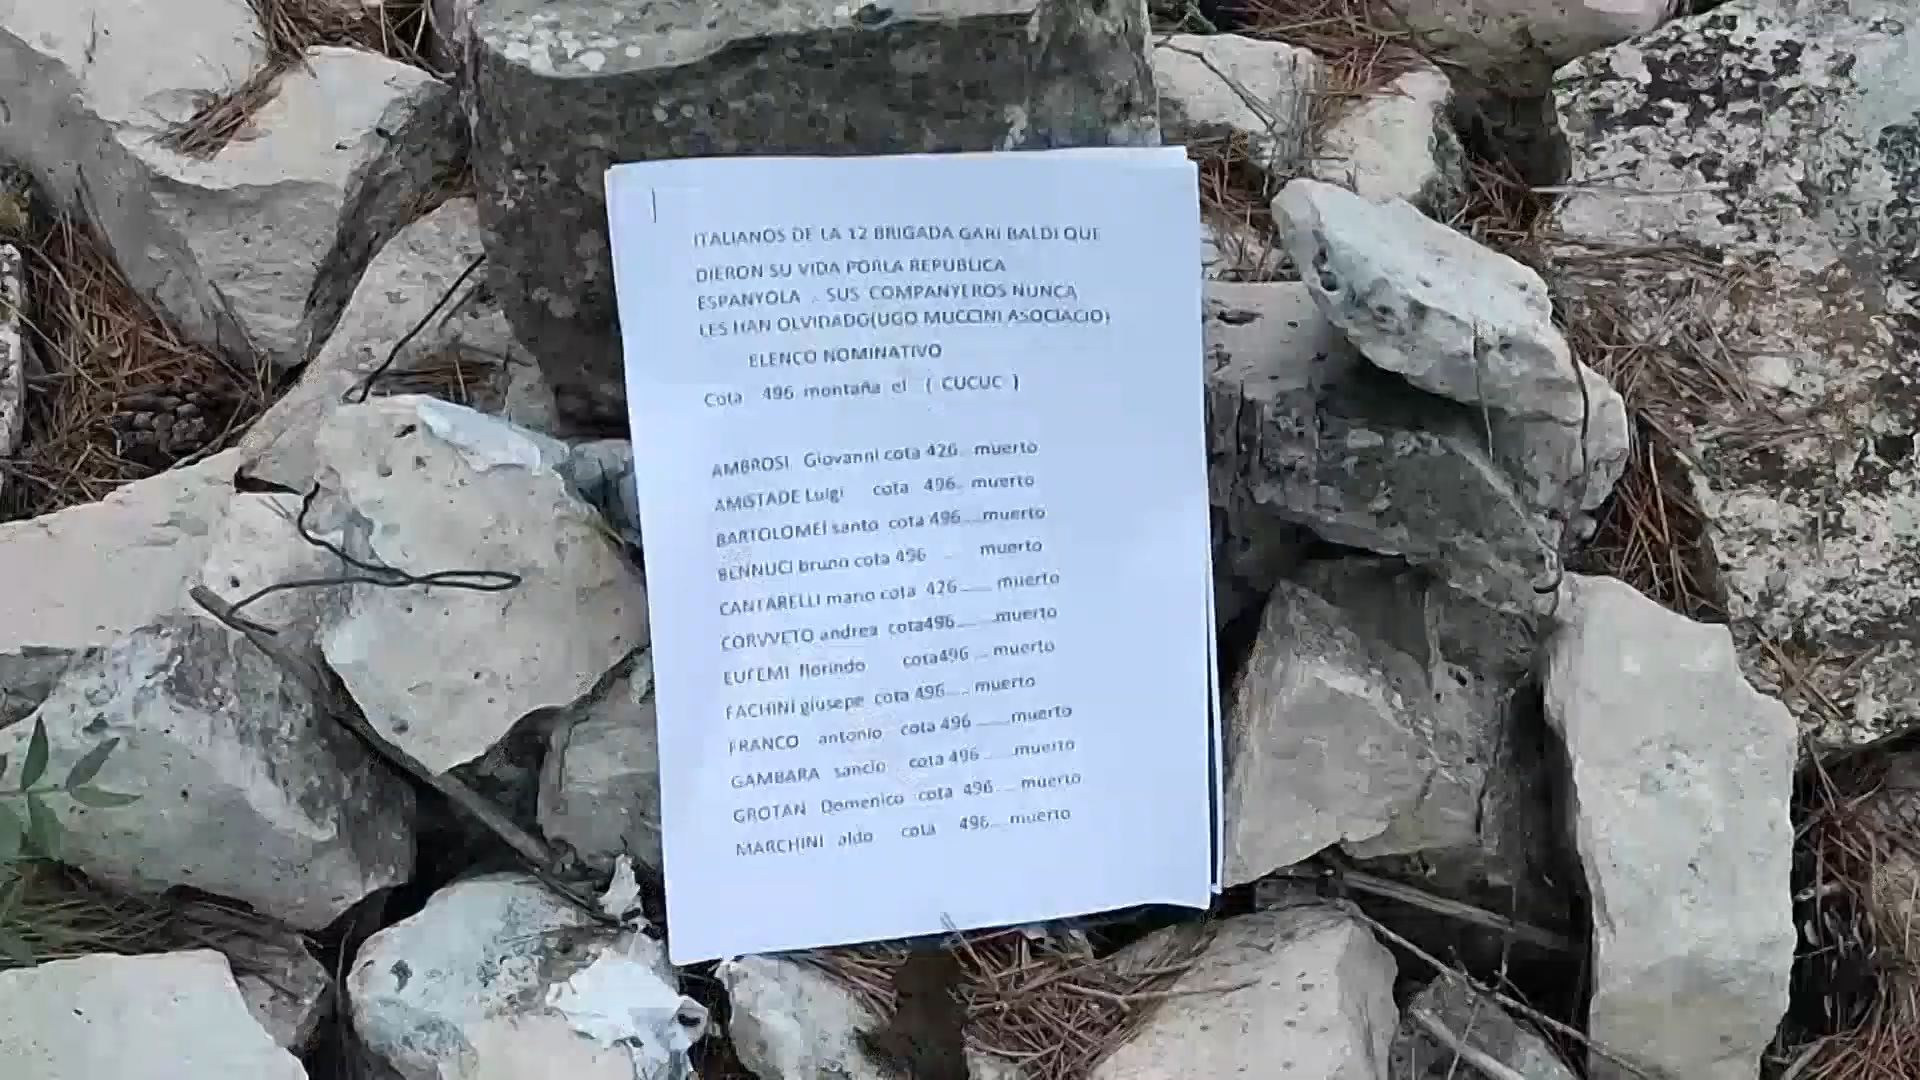 ITALIANOS DE LA 12 BRIGADA GARI BALDI QUE
DIERON SU VIDA PORLA REPUBLICA
ESPANYOLA . SUS COMPANYEROS NUNCA
LES HAN OLVIDADO(UGO MUCCINI ASOCIACIO)
ELENCO NOMINATIVO
Cota 496 montaña el ( CUCUC )
AMBROSI Giovanni cota 426.. muerto
AMISTADE Luigi cota 496.. muerto
BARTOLOMEI santo cota 496....muerto
BENNUCI bruno cota 496 ... muerto
CANTARELLI mario cota 426...... muerto
CORVVETO andrea cota496.........muerto
EUFEMI florindo cota496 ... muerto
FACHINI giusepe cota 496..... muerto
FRANCO antonio cota 496 ........muerto
GAMBARA sancio cota 496 ........muerto
GROTAN Domenico cota 496.... muerto
MARCHINI aldo cota 496....muerto